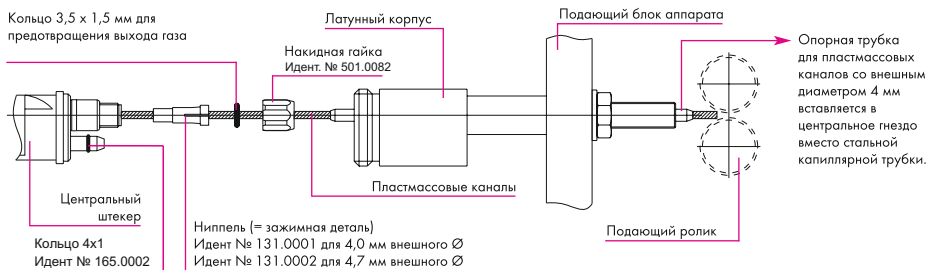 Кольцо 3,5 x 1,5 мм для
предотвращения выхода газа
Латунный корпус
Подающий блок аппарата
Накидная гайка
Идент. № 501.0082
Опорная трубка
для пластмассовых
каналов со внешным
диаметром 4 мм
вставляется в
центральное гнездо
вместо стальной
капиллярной трубки.
Пластмассовые каналы
Центральный
штекер
Подающий ролик
Кольцо 4x1
Идент № 165.0002
Ниппель (= зажимная деталь)
Идент № 131.0001 для 4,0 мм внешного Ø
Идент № 131.0002 для 4,7 мм внешного Ø